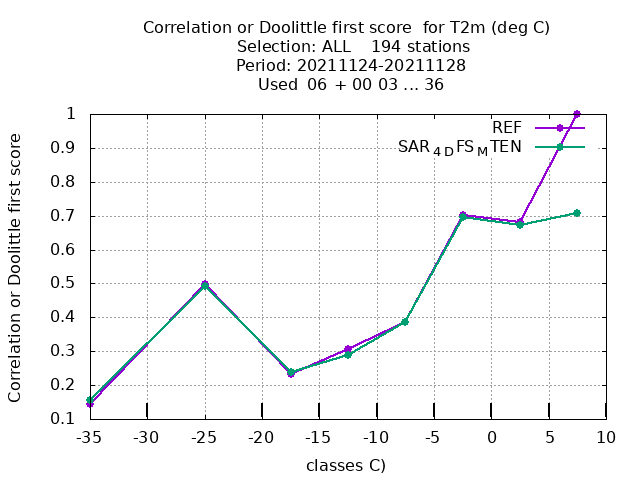 Correlation or Doolittle first score  for T2m (deg C)
Selection: ALL    194 stations
Period: 20211124-20211128
Used  06 + 00 03 ... 36
Correlation or Doolittle first score
1
0.9
0.8
0.7
0.6
0.5
0.4
0.3
0.2
0.1
REF
SAR4DFSMTEN
-35 -30 -25 -20 -15 -10 -5 0 5 10
classes C)